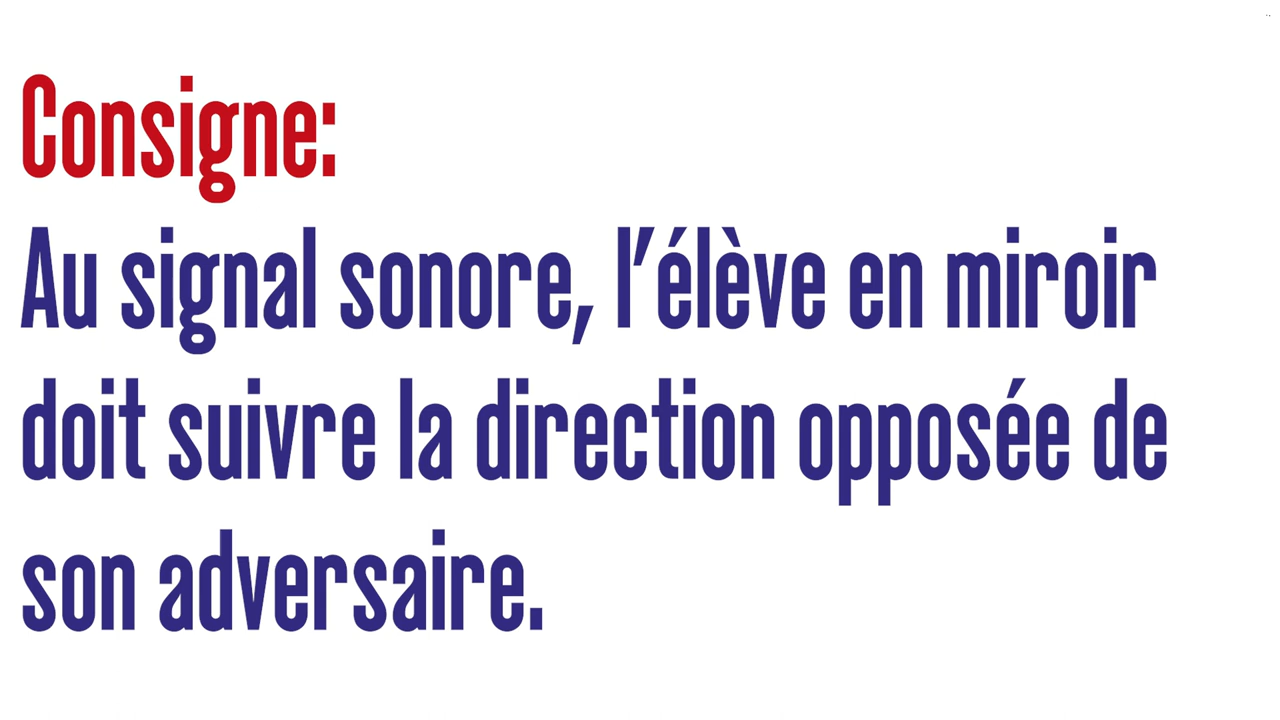 Consigne:
Au signal sonore, l’élève en miroir
doit suivre la direction opposée de
son adversaire.